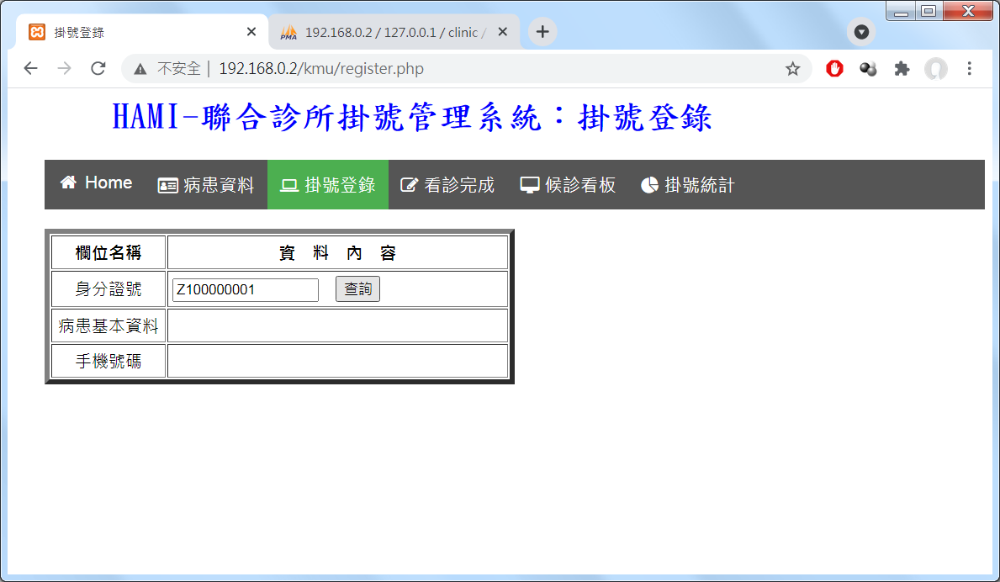 掛號登錄
PMA 192.168.0.2 / 127.0.0.1 / clinic /
不安全 | 192.168.0.2/kmu/register.php
HAMI-聯合診所掛號管理系統：掛號登錄
Home 病患資料 掛號登錄 看診完成 候診看板 掛號統計
欄位名稱 資 料 內 容
身分證號 Z100000001 查詢
病患基本資料
手機號碼